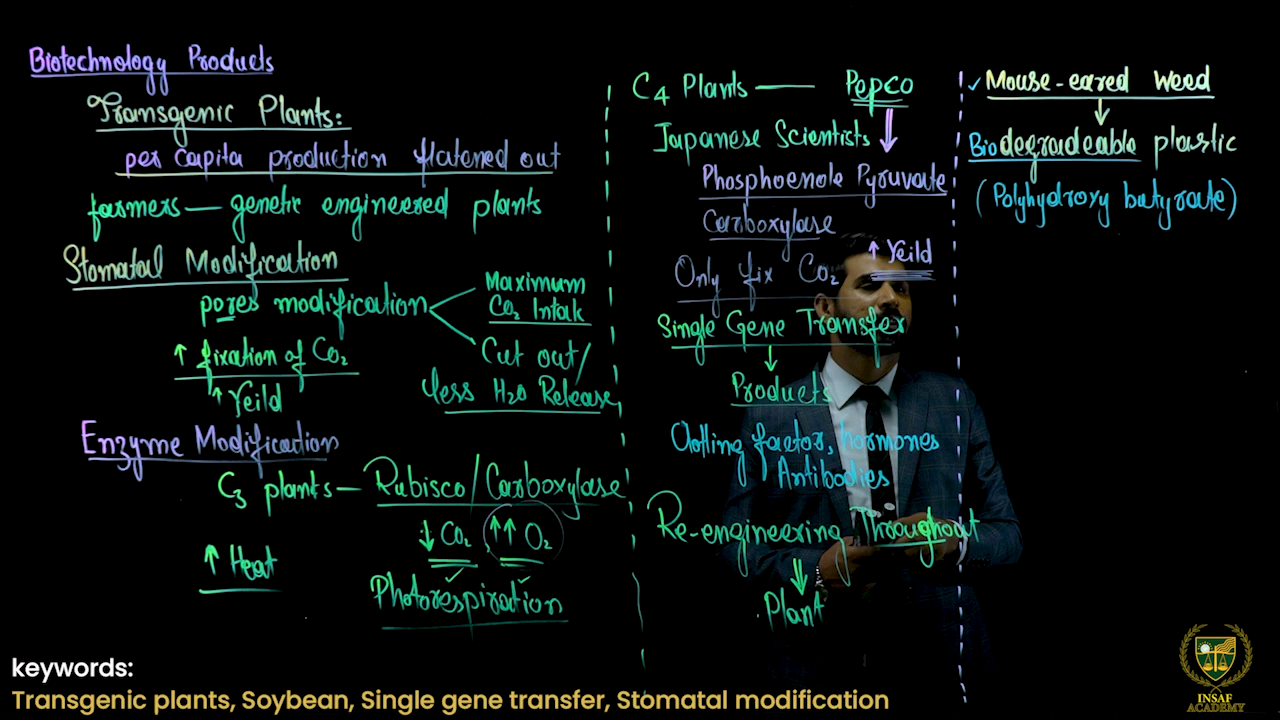 Biotechnology Products
Transgenic Plants:
per capita production flatened out
farmers — genetic engineered plants
Stomatal Modification
pores modification
Maximum
CO₂ Intak
Cut out/
less H₂O Release
↑ fixation of CO₂
↑ Yeild
Enzyme Modification
C₃ plants — Rubisco/Carboxylase
↓ CO₂, ↑↑ O₂
↑ Heat
Photorespiration
C₄ Plants — Pepco
Japanese Scientists
Phosphoenole Pyruvate
Carboxylase
↑ Yeild
Only fix CO₂
Single Gene Transfer
Products
Clotting factor, hormones
Antibodies
Re-engineering Throughout
Plant
✓ Mouse-eared Weed
Biodegradeable plastic
(Polyhydroxy butyrate)
keywords:
Transgenic plants, Soybean, Single gene transfer, Stomatal modification
INSAF
ACADEMY